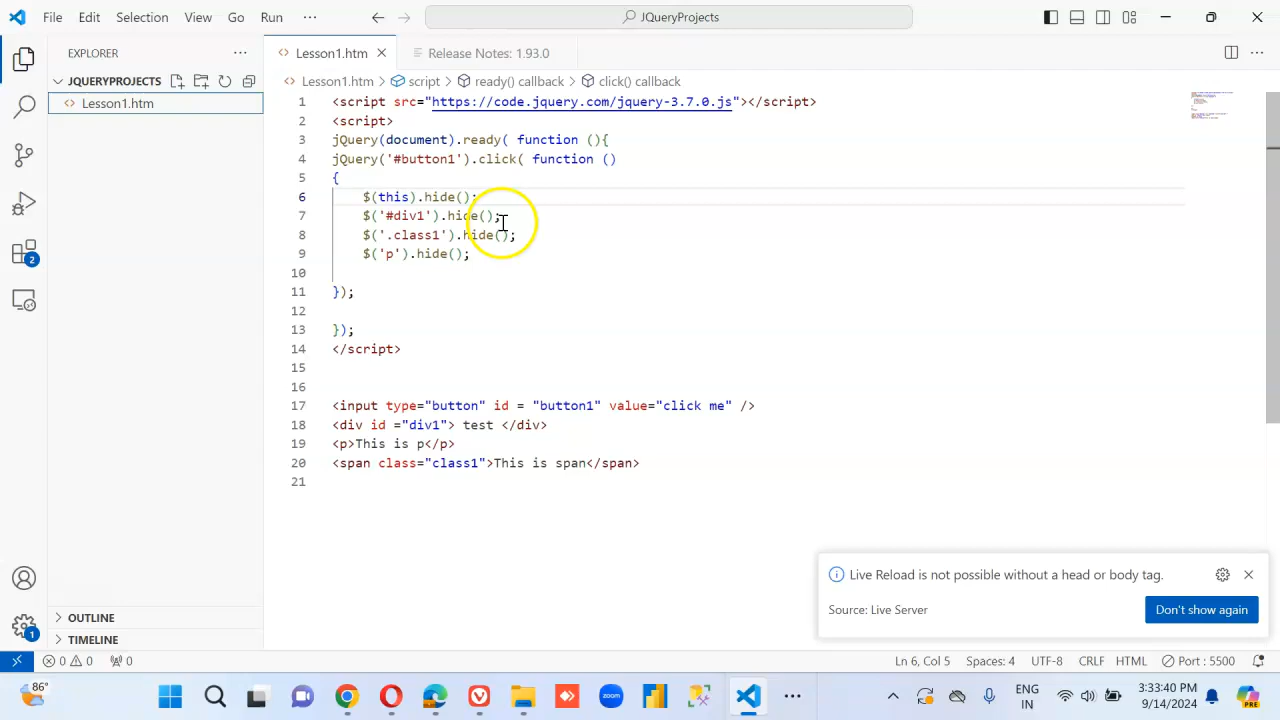 File Edit Selection View Go Run ··· JQueryProjects
EXPLORER ···
JQUERYPROJECTS
Lesson1.htm
Lesson1.htm Release Notes: 1.93.0
Lesson1.htm > script > ready() callback > click() callback
1 <script src="https://code.jquery.com/jquery-3.7.0.js"></script>
2 <script>
3 jQuery(document).ready( function (){
4 jQuery('#button1').click( function ()
5 {
6 $(this).hide();
7 $('#div1').hide();
8 $('.class1').hide();
9 $('p').hide();
10
11 });
12
13 });
14 </script>
15
16
17 <input type="button" id = "button1" value="click me" />
18 <div id ="div1"> test </div>
19 <p>This is p</p>
20 <span class="class1">This is span</span>
21
2
1
Live Reload is not possible without a head or body tag.
Source: Live Server Don't show again
OUTLINE
TIMELINE
0 0 0 Ln 6, Col 5 Spaces: 4 UTF-8 CRLF HTML Port : 5500
86° zoom ENG IN 3:33:40 PM 9/14/2024 PRE